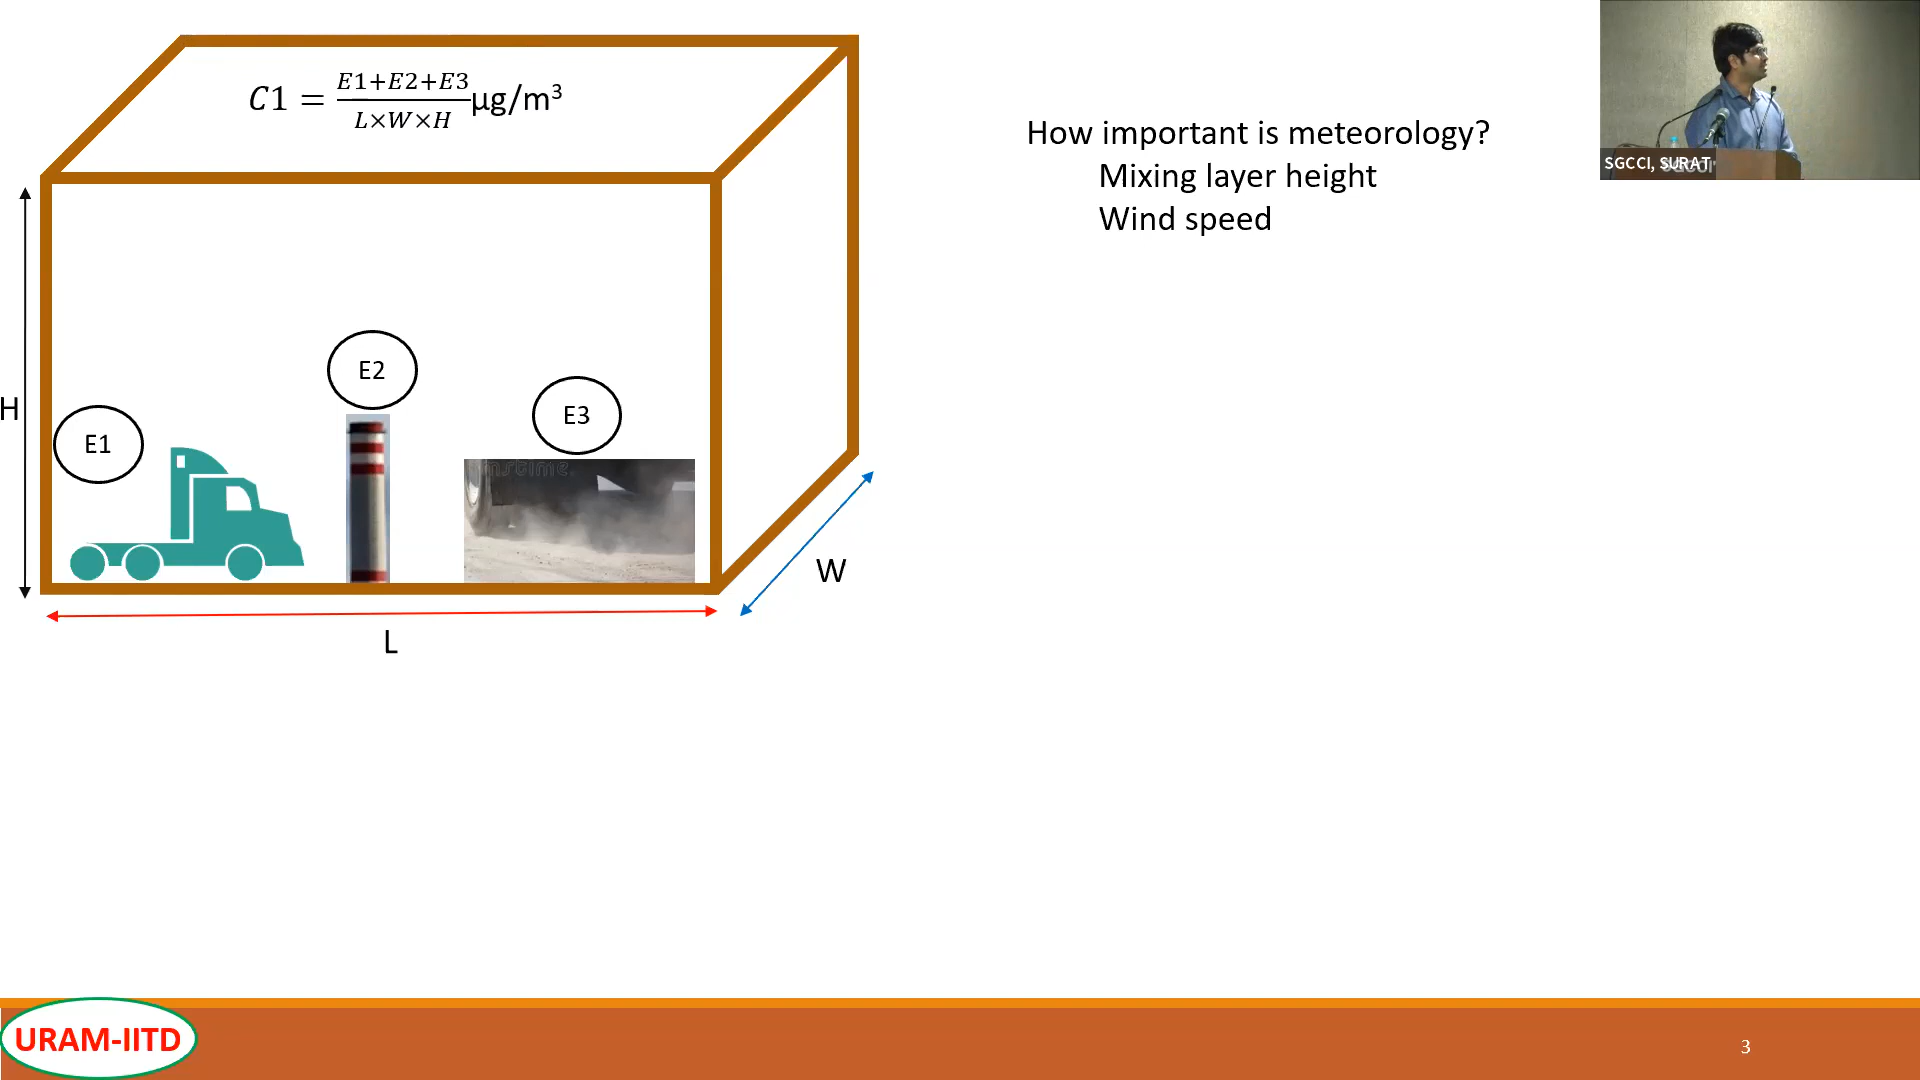 C1 = E1+E2+E3 / L×W×H µg/m³
How important is meteorology?
Mixing layer height
Wind speed
SGCCI, SURAT
E2
E3
H
E1
W
L
URAM-IITD
3